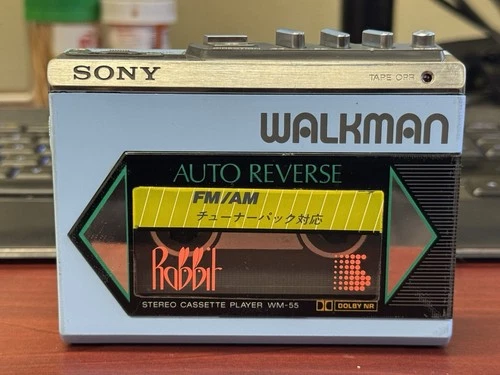 SONY
TAPE OPR
WALKMAN
AUTO REVERSE
FM/AM
チューナーパック対応
Rabbit
STEREO CASSETTE PLAYER WM-55
DOLBY NR